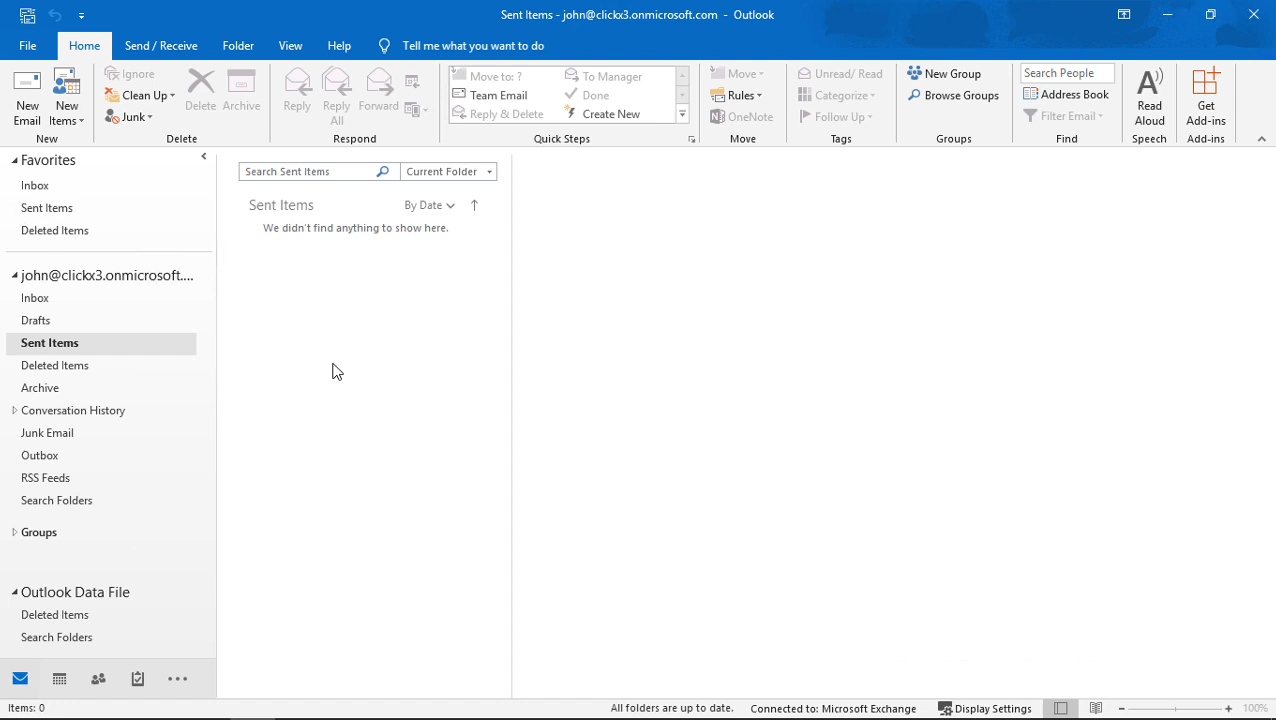 Sent Items - john@clickx3.onmicrosoft.com - Outlook
File Home Send / Receive Folder View Help Tell me what you want to do
New Email
New Items
New
Ignore
Clean Up
Junk
Delete
Archive
Delete
Reply
Reply All
Forward
Respond
Move to: ?
Team Email
Reply & Delete
To Manager
Done
Create New
Quick Steps
Move
Rules
OneNote
Move
Unread/ Read
Categorize
Follow Up
Tags
New Group
Browse Groups
Groups
Search People
Address Book
Filter Email
Find
Read Aloud
Speech
Get Add-ins
Add-ins
Favorites
Inbox
Sent Items
Deleted Items
john@clickx3.onmicrosoft....
Inbox
Drafts
Sent Items
Deleted Items
Archive
Conversation History
Junk Email
Outbox
RSS Feeds
Search Folders
Groups
Outlook Data File
Deleted Items
Search Folders
Search Sent Items Current Folder
Sent Items By Date
We didn't find anything to show here.
Items: 0 All folders are up to date. Connected to: Microsoft Exchange Display Settings 100%